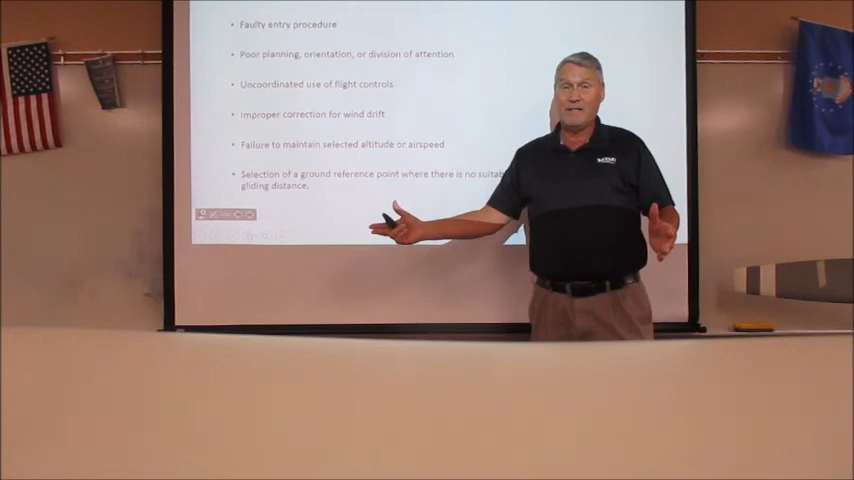 • Faulty entry procedure
• Poor planning, orientation, or division of attention
• Uncoordinated use of flight controls
• Improper correction for wind drift
• Failure to maintain selected altitude or airspeed
• Selection of a ground reference point where there is no
gliding distance.